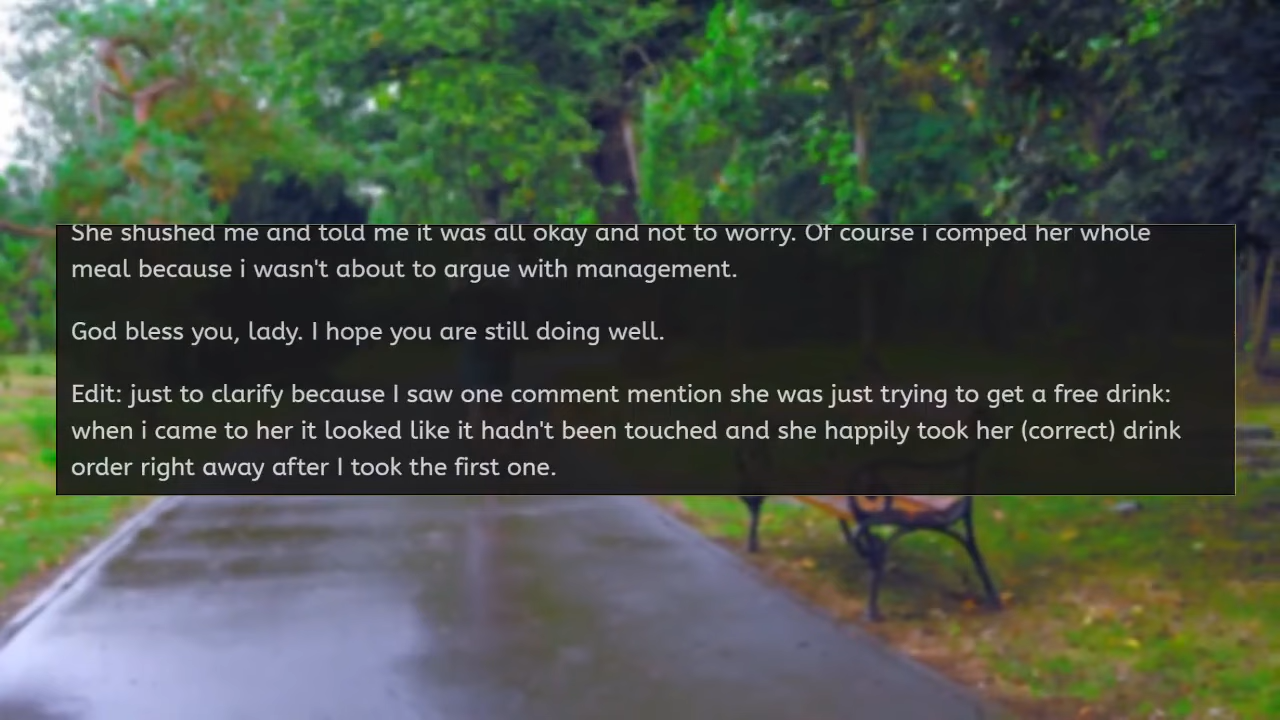 She shushed me and told me it was all okay and not to worry. Of course i comped her whole
meal because i wasn't about to argue with management.
God bless you, lady. I hope you are still doing well.
Edit: just to clarify because I saw one comment mention she was just trying to get a free drink:
when i came to her it looked like it hadn't been touched and she happily took her (correct) drink
order right away after I took the first one.